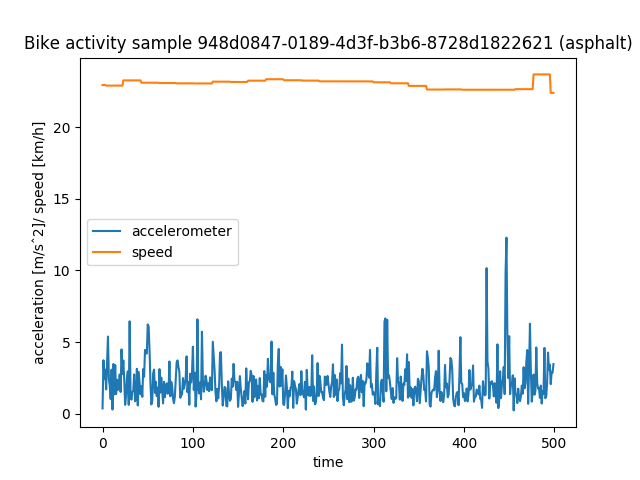 Bike activity sample 948d0847-0189-4d3f-b3b6-8728d1822621 (asphalt)
acceleration [m/s^2]/ speed [km/h]
20
15
10
5
0
accelerometer
speed
0 100 200 300 400 500
time